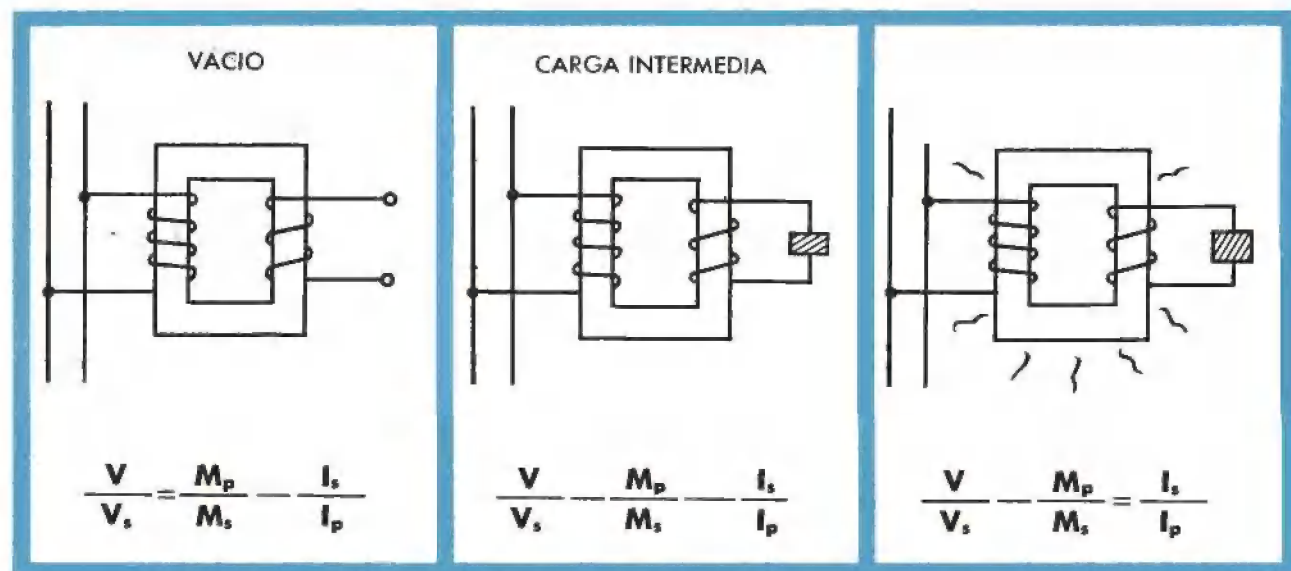 VACIO
V/Vₛ = Mₚ/Mₛ — Iₛ/Iₚ
CARGA INTERMEDIA
V/Vₛ — Mₚ/Mₛ — Iₛ/Iₚ
V/Vₛ — Mₚ/Mₛ = Iₛ/Iₚ